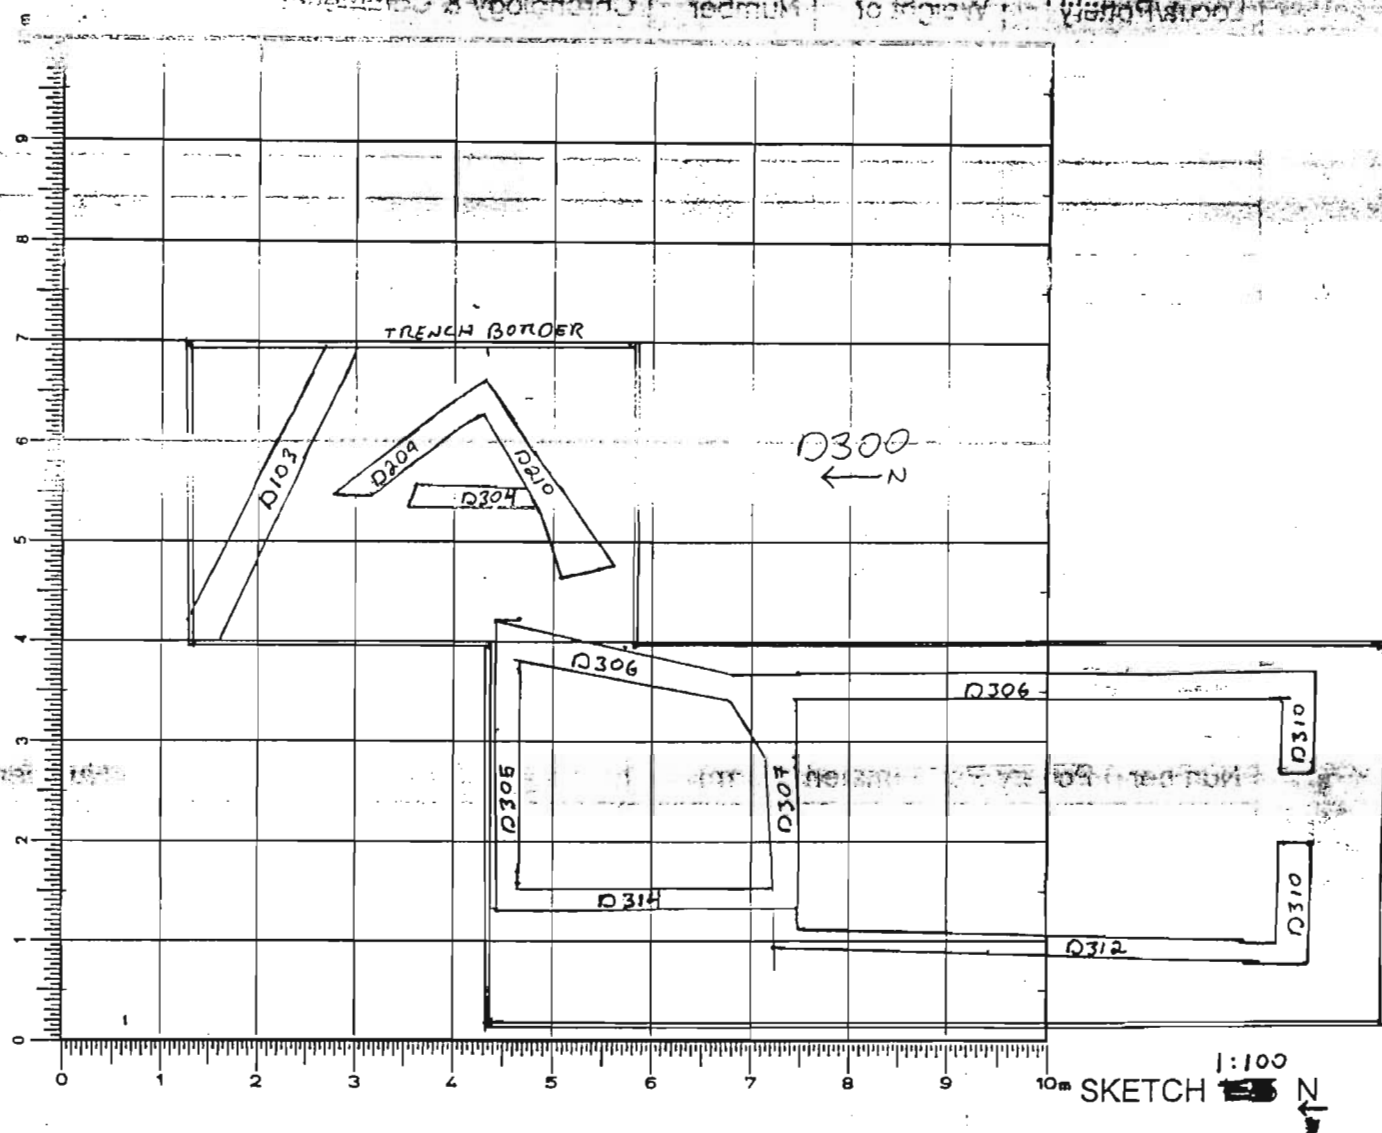 m
9
8
7
TRENCH BORDER
6
D300
← N
D103
D209
D210
D304
5
4
D306
D306
D310
3
D305
D307
2
D314
D310
1
D312
0
0 1 2 3 4 5 6 7 8 9 10m
SKETCH 1:100 N